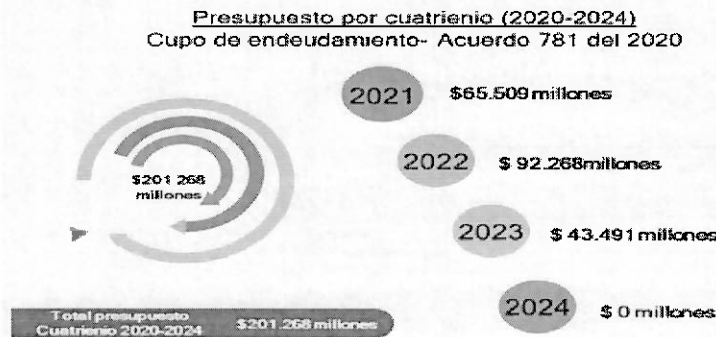 Presupuesto por cuatrienio (2020-2024)
Cupo de endeudamiento- Acuerdo 781 del 2020
2021 $65.509 millones
$201.268
millones
2022 $ 92.268millones
2023 $ 43.491 millones
2024 $ 0 millones
Total presupuesto
Cuatrienio 2020-2024 $201.268 millones